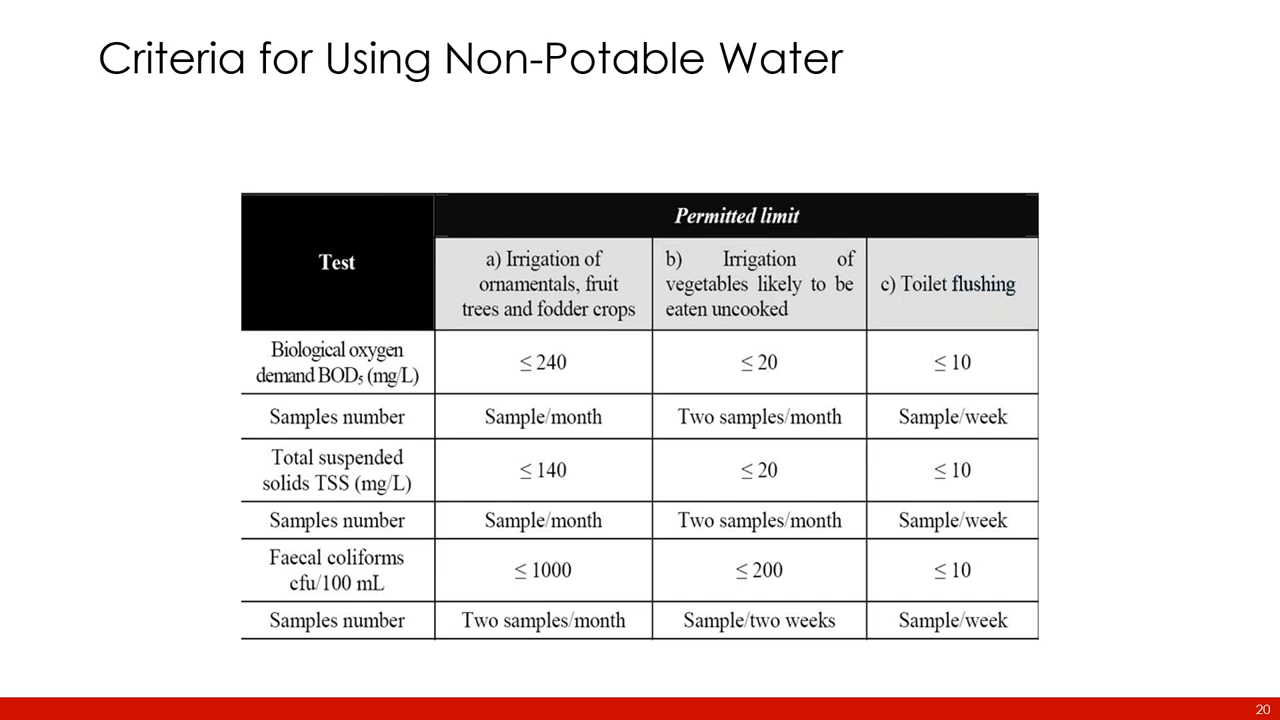 Criteria for Using Non-Potable Water
Test
Permitted limit
a) Irrigation of
ornamentals, fruit
trees and fodder crops
b) Irrigation of
vegetables likely to be
eaten uncooked
c) Toilet flushing
Biological oxygen
demand BOD₅ (mg/L)
≤ 240
≤ 20
≤ 10
Samples number
Sample/month
Two samples/month
Sample/week
Total suspended
solids TSS (mg/L)
≤ 140
≤ 20
≤ 10
Samples number
Sample/month
Two samples/month
Sample/week
Faecal coliforms
cfu/100 mL
≤ 1000
≤ 200
≤ 10
Samples number
Two samples/month
Sample/two weeks
Sample/week
20